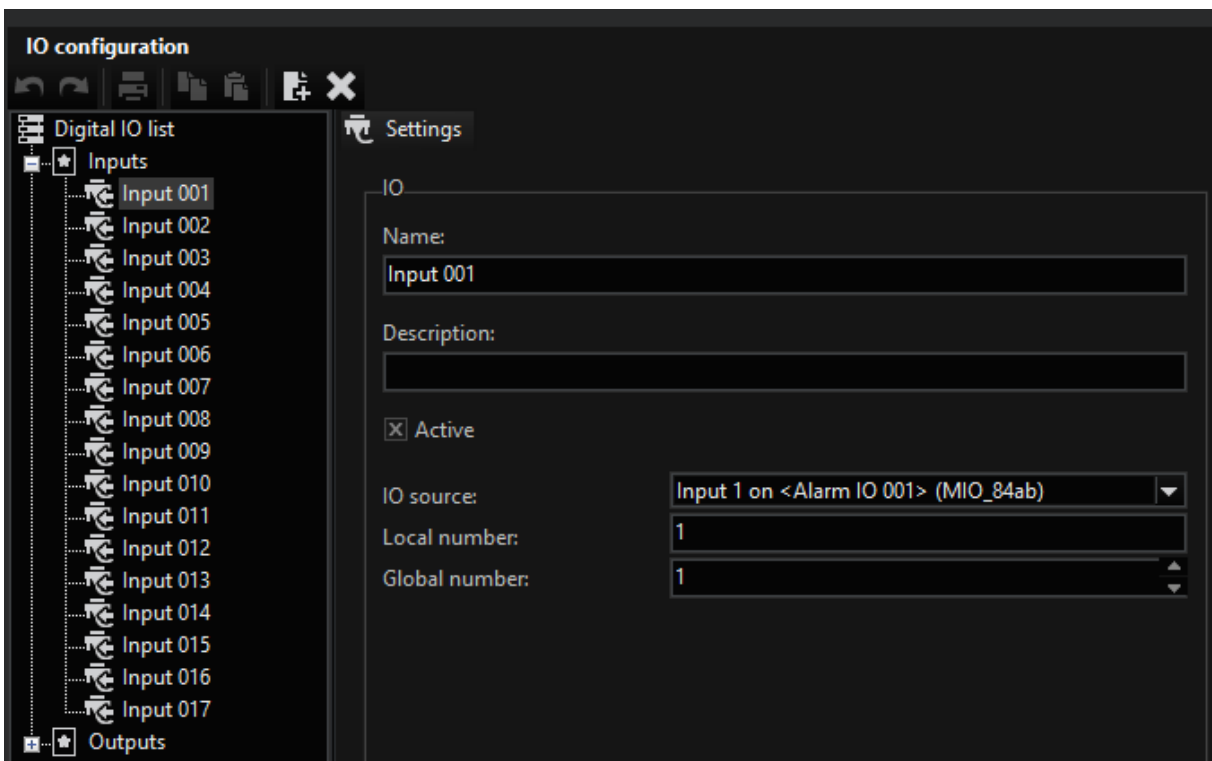 IO configuration
Digital IO list
Inputs
Input 001
Input 002
Input 003
Input 004
Input 005
Input 006
Input 007
Input 008
Input 009
Input 010
Input 011
Input 012
Input 013
Input 014
Input 015
Input 016
Input 017
Outputs
Settings
IO
Name:
Input 001
Description:
Active
IO source: Input 1 on <Alarm IO 001> (MIO_84ab)
Local number: 1
Global number: 1